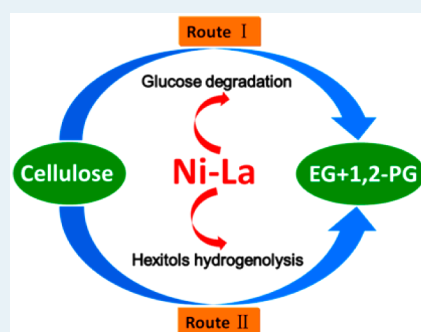 Route Ⅰ
Glucose degradation
Cellulose
Ni-La
EG+1,2-PG
Hexitols hydrogenolysis
Route Ⅱ